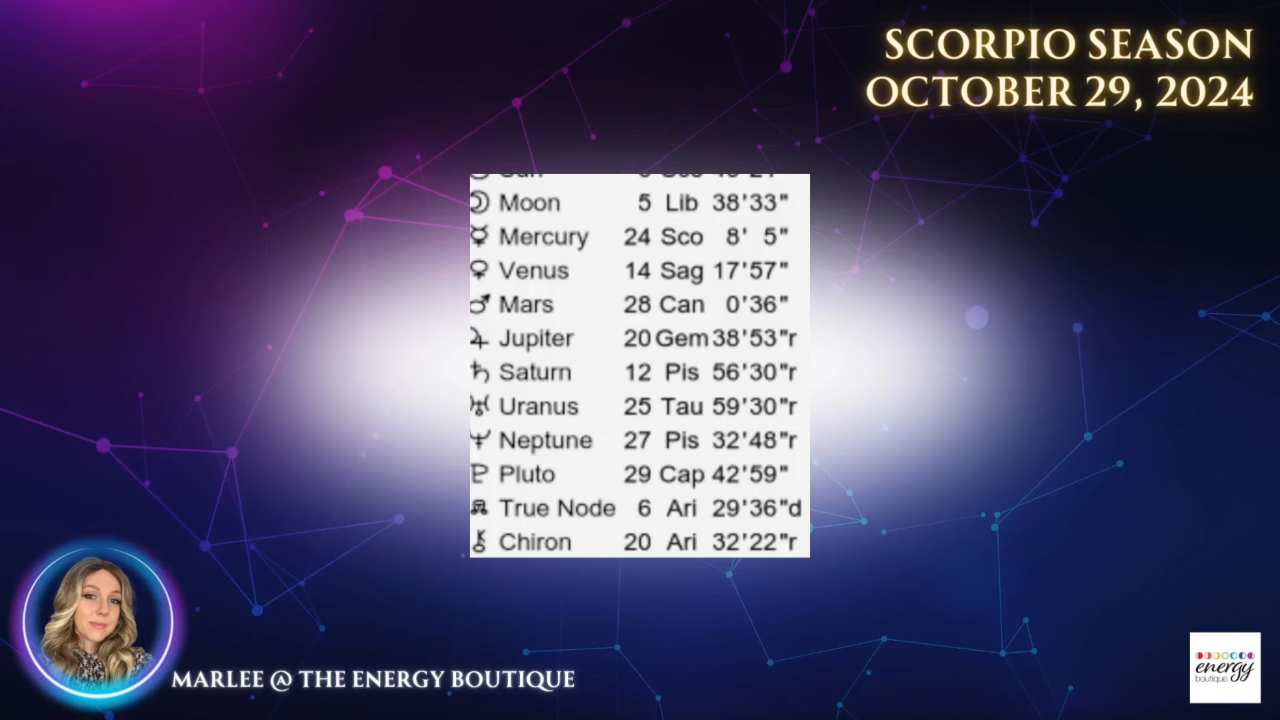 SCORPIO SEASON
OCTOBER 29, 2024
Moon 5 Lib 38'33"
Mercury 24 Sco 8' 5"
Venus 14 Sag 17'57"
Mars 28 Can 0'36"
Jupiter 20 Gem 38'53"r
Saturn 12 Pis 56'30"r
Uranus 25 Tau 59'30"r
Neptune 27 Pis 32'48"r
Pluto 29 Cap 42'59"
True Node 6 Ari 29'36"d
Chiron 20 Ari 32'22"r
MARLEE @ THE ENERGY BOUTIQUE
energy
boutique